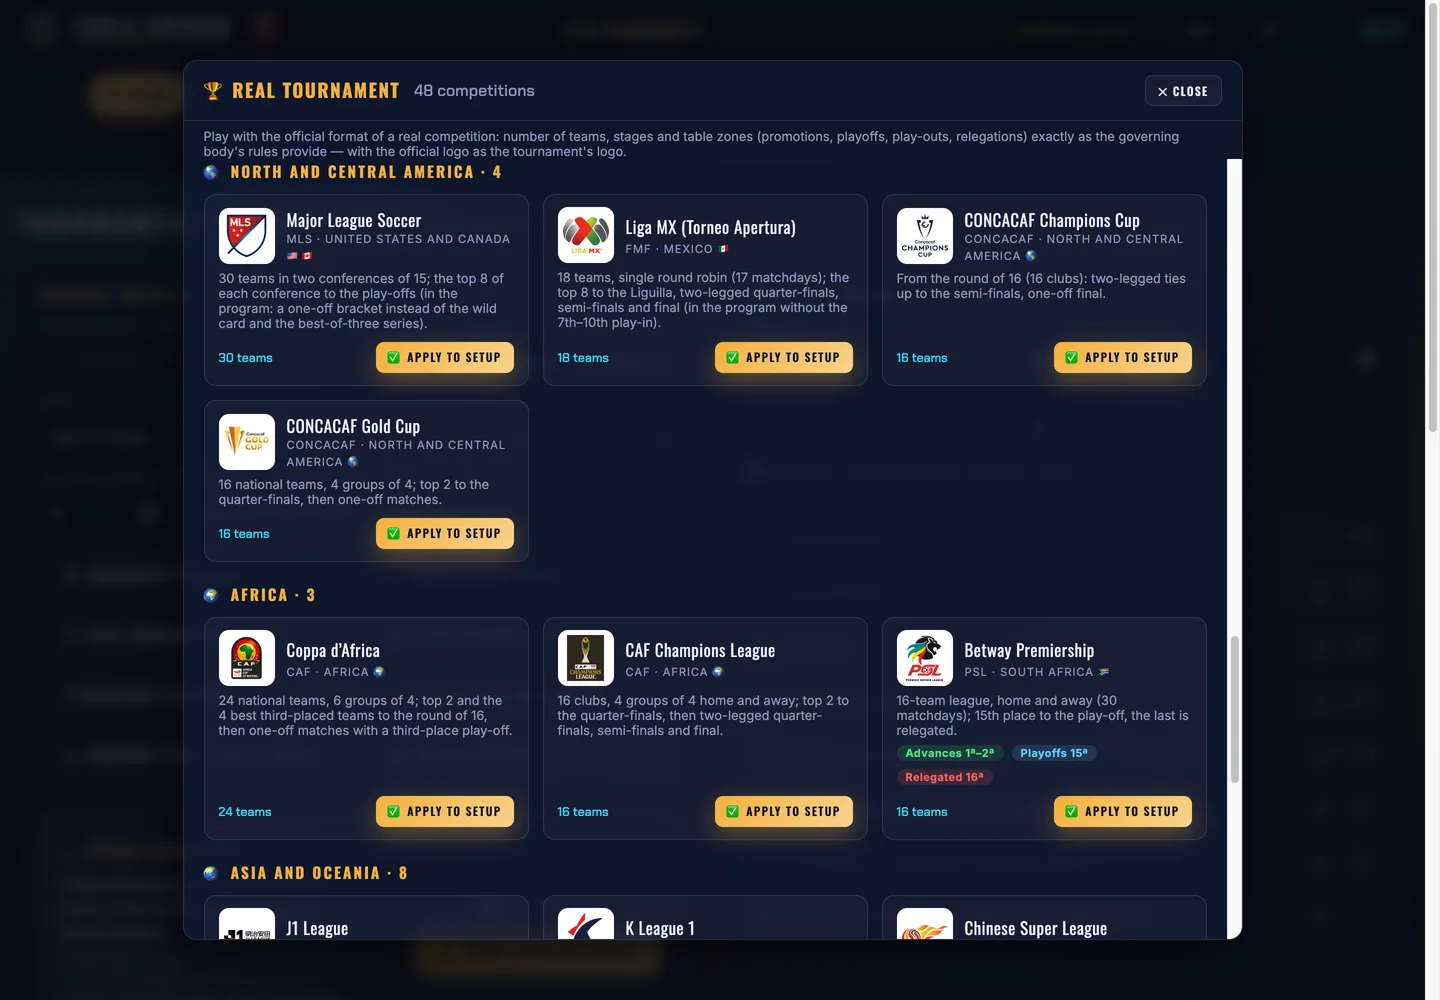 🏆 REAL TOURNAMENT 48 competitions
✕ CLOSE
Play with the official format of a real competition: number of teams, stages and table zones (promotions, playoffs, play-outs, relegations) exactly as the governing
body's rules provide — with the official logo as the tournament's logo.
🌎 NORTH AND CENTRAL AMERICA · 4
MLS
Major League Soccer
MLS · UNITED STATES AND CANADA
🇺🇸 🇨🇦
30 teams in two conferences of 15; the top 8 of
each conference to the play-offs (in the
program: a one-off bracket instead of the wild
card and the best-of-three series).
30 teams
✅ APPLY TO SETUP
LIGA MX
Liga MX (Torneo Apertura)
FMF · MEXICO 🇲🇽
18 teams, single round robin (17 matchdays); the
top 8 to the Liguilla, two-legged quarter-finals,
semi-finals and final (in the program without the
7th–10th play-in).
18 teams
✅ APPLY TO SETUP
Concacaf
CHAMPIONS
CUP
CONCACAF Champions Cup
CONCACAF · NORTH AND CENTRAL
AMERICA 🌎
From the round of 16 (16 clubs): two-legged ties
up to the semi-finals, one-off final.
16 teams
✅ APPLY TO SETUP
Concacaf
GOLD
CUP
CONCACAF Gold Cup
CONCACAF · NORTH AND CENTRAL
AMERICA 🌎
16 national teams, 4 groups of 4; top 2 to the
quarter-finals, then one-off matches.
16 teams
✅ APPLY TO SETUP
🌍 AFRICA · 3
CAF
Coppa d’Africa
CAF · AFRICA 🌍
24 national teams, 6 groups of 4; top 2 and the
4 best third-placed teams to the round of 16,
then one-off matches with a third-place play-off.
24 teams
✅ APPLY TO SETUP
CHAMPIONS
LEAGUE
CAF Champions League
CAF · AFRICA 🌍
16 clubs, 4 groups of 4 home and away; top 2 to
the quarter-finals, then two-legged quarter-
finals, semi-finals and final.
16 teams
✅ APPLY TO SETUP
PSL
Betway Premiership
PSL · SOUTH AFRICA 🇿🇦
16-team league, home and away (30
matchdays); 15th place to the play-off, the last is
relegated.
Advances 1ª–2ª
Playoffs 15ª
Relegated 16ª
16 teams
✅ APPLY TO SETUP
🌏 ASIA AND OCEANIA · 8
J1 League
K League 1
Chinese Super League